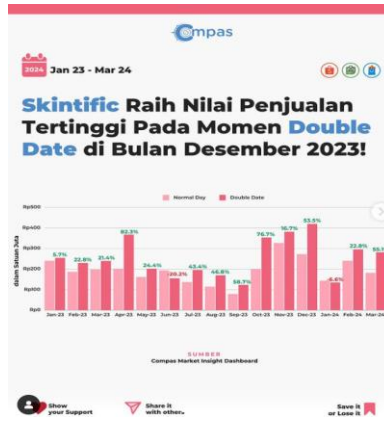 Compas
2024 Jan 23 - Mar 24
Skintific Raih Nilai Penjualan
Tertinggi Pada Momen Double
Date di Bulan Desember 2023!
Normal Day Double Date
Rp500
Rp400
Rp300
Rp200
Rp100
Rp0
dalam Satuan Juta
5.7% 22.8% 21.4% 82.3% 24.4% 43.4% 46.8% 58.7% 76.7% 16.7% 53.5% 22.8%
Jan-23 Feb-23 Mar-23 Apr-23 May-23 Jun-23 Jul-23 Aug-23 Sep-23 Oct-23 Nov-23 Dec-23 Jan-24 Feb-24 Mar-24
SUMBER
Compas Market Insight Dashboard
Show
your Support
Share it
with other.
Save it
or Lose it